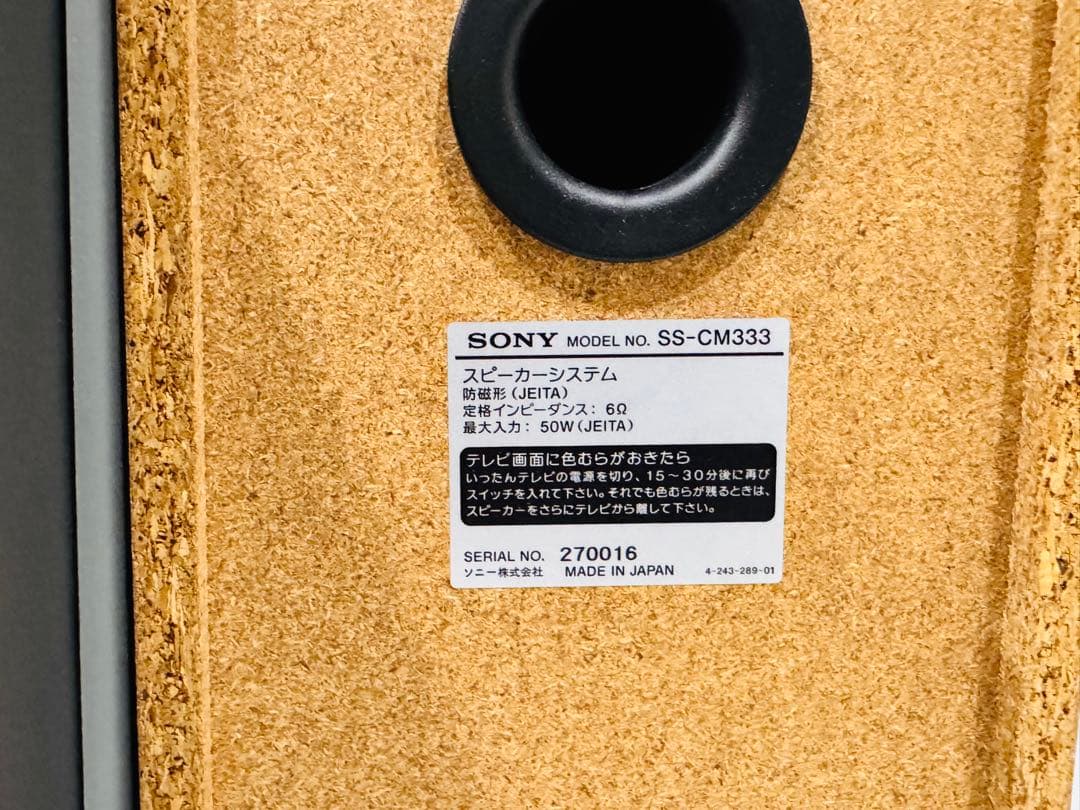 SONY MODEL NO. SS-CM333
スピーカーシステム
防磁形(JEITA)
定格インピーダンス: 6Ω
最大入力: 50W(JEITA)
テレビ画面に色むらがおきたら
いったんテレビの電源を切り、15〜30分後に再び
スイッチを入れて下さい。それでも色むらが残るときは、
スピーカーをさらにテレビから離して下さい。
SERIAL NO. 270016
ソニー株式会社 MADE IN JAPAN 4-243-289-01